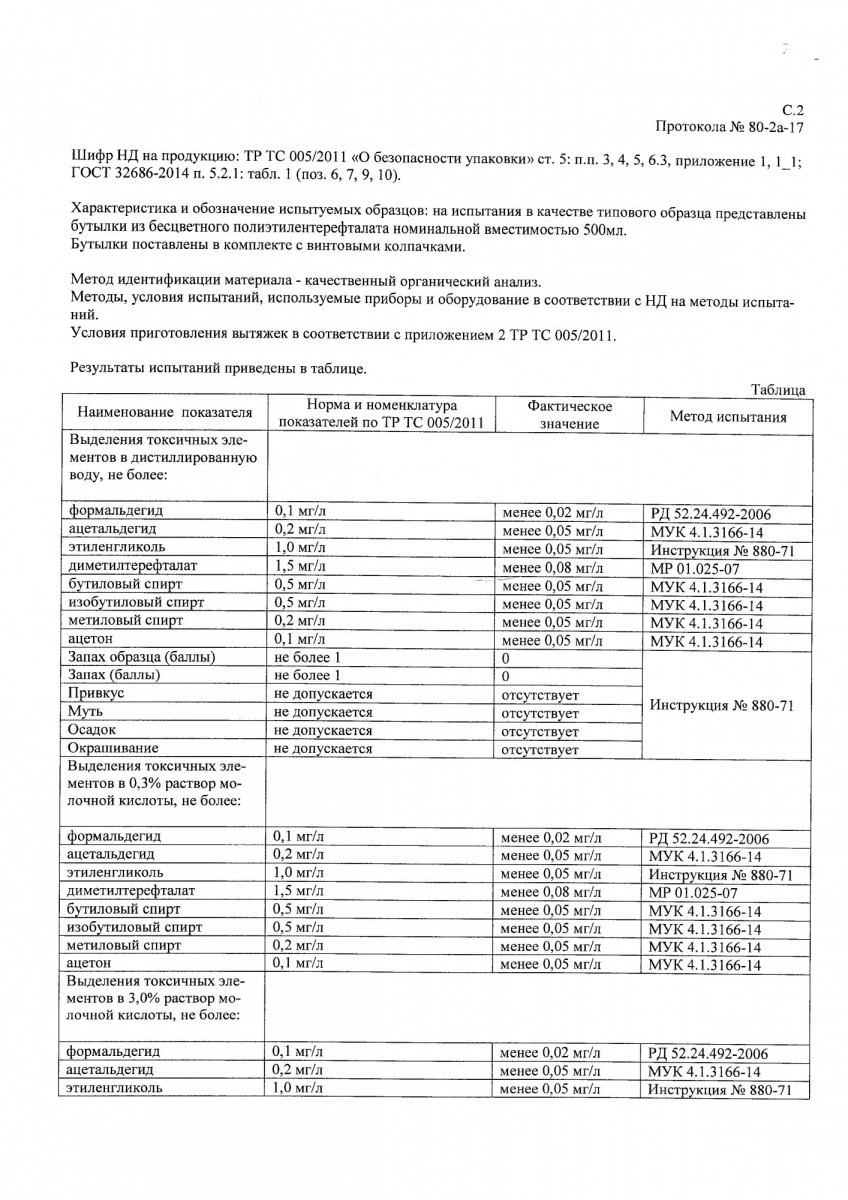 С.2
Протокола № 80-2а-17
Шифр НД на продукцию: ТР ТС 005/2011 «О безопасности упаковки» ст. 5: п.п. 3, 4, 5, 6.3, приложение 1, 1_1;
ГОСТ 32686-2014 п. 5.2.1: табл. 1 (поз. 6, 7, 9, 10).
Характеристика и обозначение испытуемых образцов: на испытания в качестве типового образца представлены
бутылки из бесцветного полиэтилентерефталата номинальной вместимостью 500мл.
Бутылки поставлены в комплекте с винтовыми колпачками.
Метод идентификации материала - качественный органический анализ.
Методы, условия испытаний, используемые приборы и оборудование в соответствии с НД на методы испыта-
ний.
Условия приготовления вытяжек в соответствии с приложением 2 ТР ТС 005/2011.
Результаты испытаний приведены в таблице.
Таблица
Наименование показателя Норма и номенклатура показателей по ТР ТС 005/2011 Фактическое значение Метод испытания
Выделения токсичных эле-
ментов в дистиллированную
воду, не более:
формальдегид 0,1 мг/л менее 0,02 мг/л РД 52.24.492-2006
ацетальдегид 0,2 мг/л менее 0,05 мг/л МУК 4.1.3166-14
этиленгликоль 1,0 мг/л менее 0,05 мг/л Инструкция № 880-71
диметилтерефталат 1,5 мг/л менее 0,08 мг/л МР 01.025-07
бутиловый спирт 0,5 мг/л менее 0,05 мг/л МУК 4.1.3166-14
изобутиловый спирт 0,5 мг/л менее 0,05 мг/л МУК 4.1.3166-14
метиловый спирт 0,2 мг/л менее 0,05 мг/л МУК 4.1.3166-14
ацетон 0,1 мг/л менее 0,05 мг/л МУК 4.1.3166-14
Запах образца (баллы) не более 1 0
Запах (баллы) не более 1 0
Привкус не допускается отсутствует
Муть не допускается отсутствует Инструкция № 880-71
Осадок не допускается отсутствует
Окрашивание не допускается отсутствует
Выделения токсичных эле-
ментов в 0,3% раствор мо-
лочной кислоты, не более:
формальдегид 0,1 мг/л менее 0,02 мг/л РД 52.24.492-2006
ацетальдегид 0,2 мг/л менее 0,05 мг/л МУК 4.1.3166-14
этиленгликоль 1,0 мг/л менее 0,05 мг/л Инструкция № 880-71
диметилтерефталат 1,5 мг/л менее 0,08 мг/л МР 01.025-07
бутиловый спирт 0,5 мг/л менее 0,05 мг/л МУК 4.1.3166-14
изобутиловый спирт 0,5 мг/л менее 0,05 мг/л МУК 4.1.3166-14
метиловый спирт 0,2 мг/л менее 0,05 мг/л МУК 4.1.3166-14
ацетон 0,1 мг/л менее 0,05 мг/л МУК 4.1.3166-14
Выделения токсичных эле-
ментов в 3,0% раствор мо-
лочной кислоты, не более:
формальдегид 0,1 мг/л менее 0,02 мг/л РД 52.24.492-2006
ацетальдегид 0,2 мг/л менее 0,05 мг/л МУК 4.1.3166-14
этиленгликоль 1,0 мг/л менее 0,05 мг/л Инструкция № 880-71